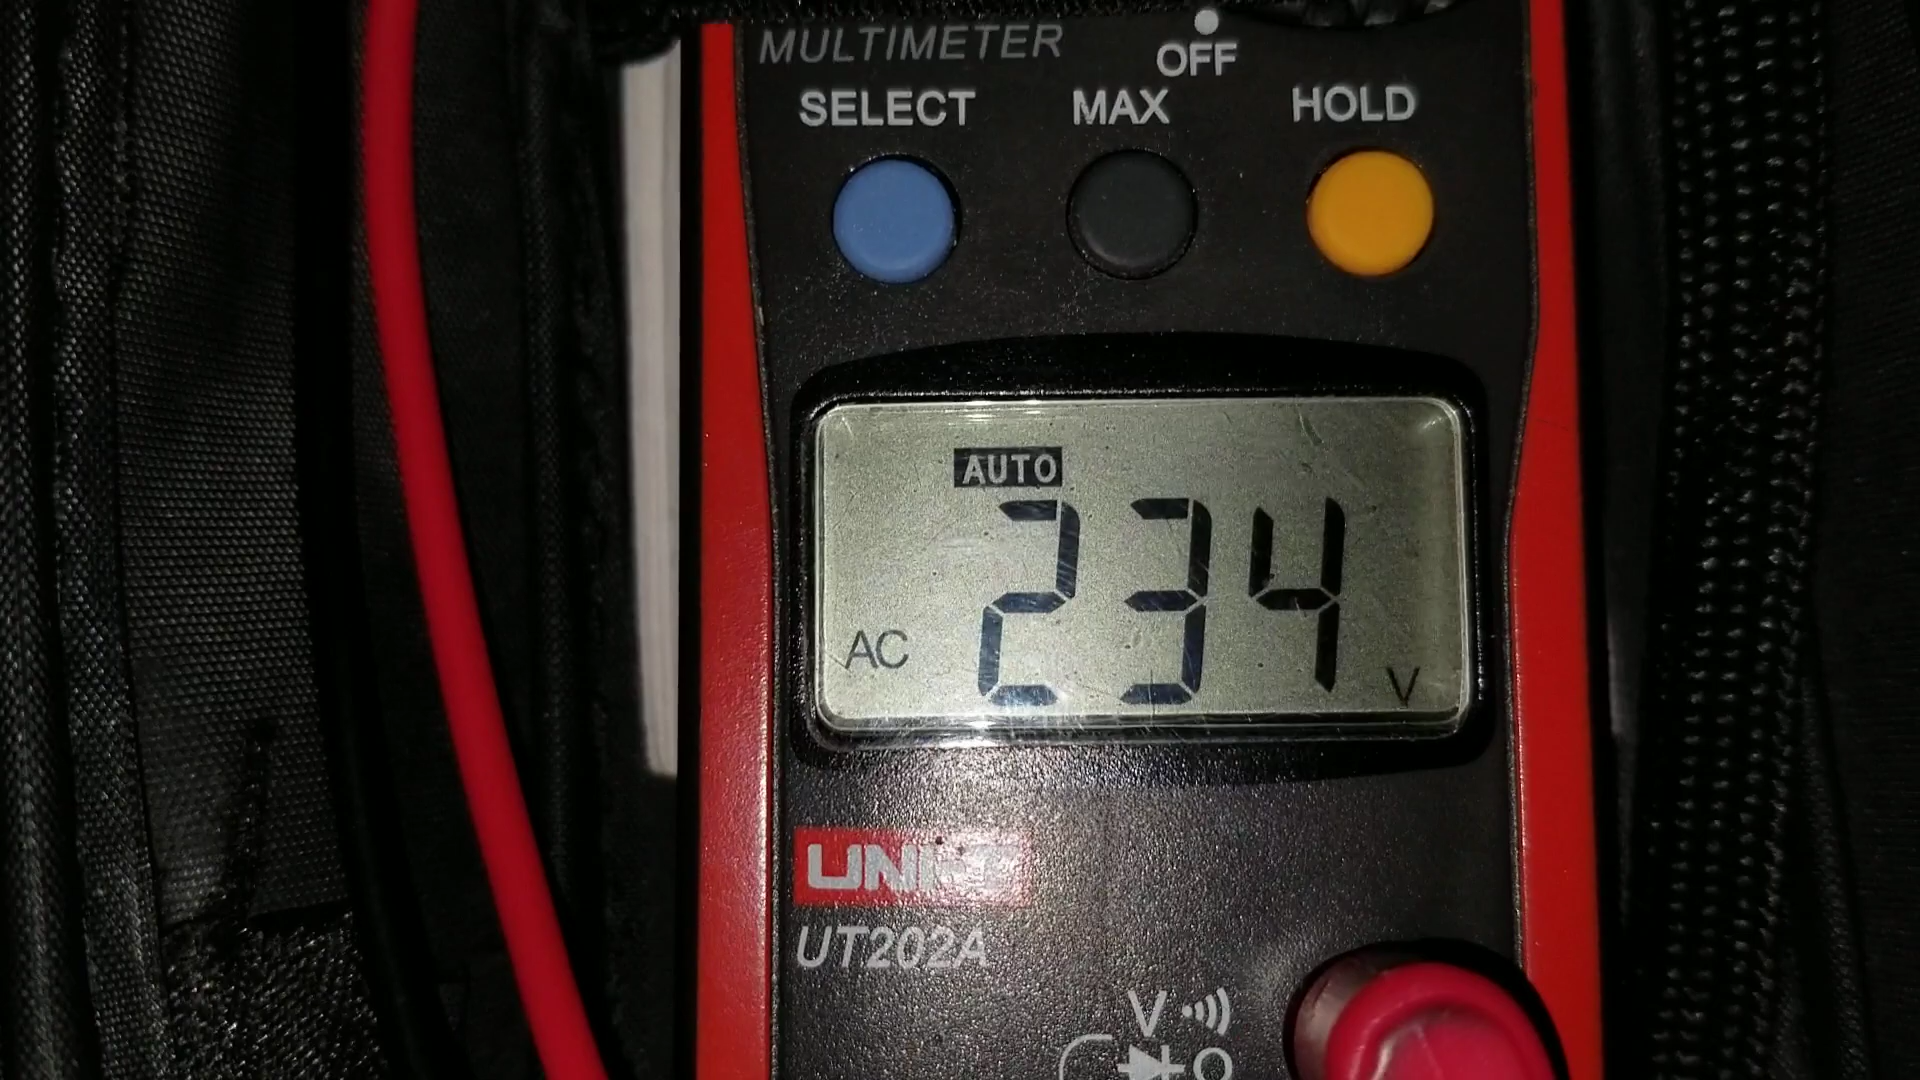 MULTIMETER
OFF
SELECT MAX HOLD
AUTO
234
AC
V
UNI-T
UT202A
V
Ω